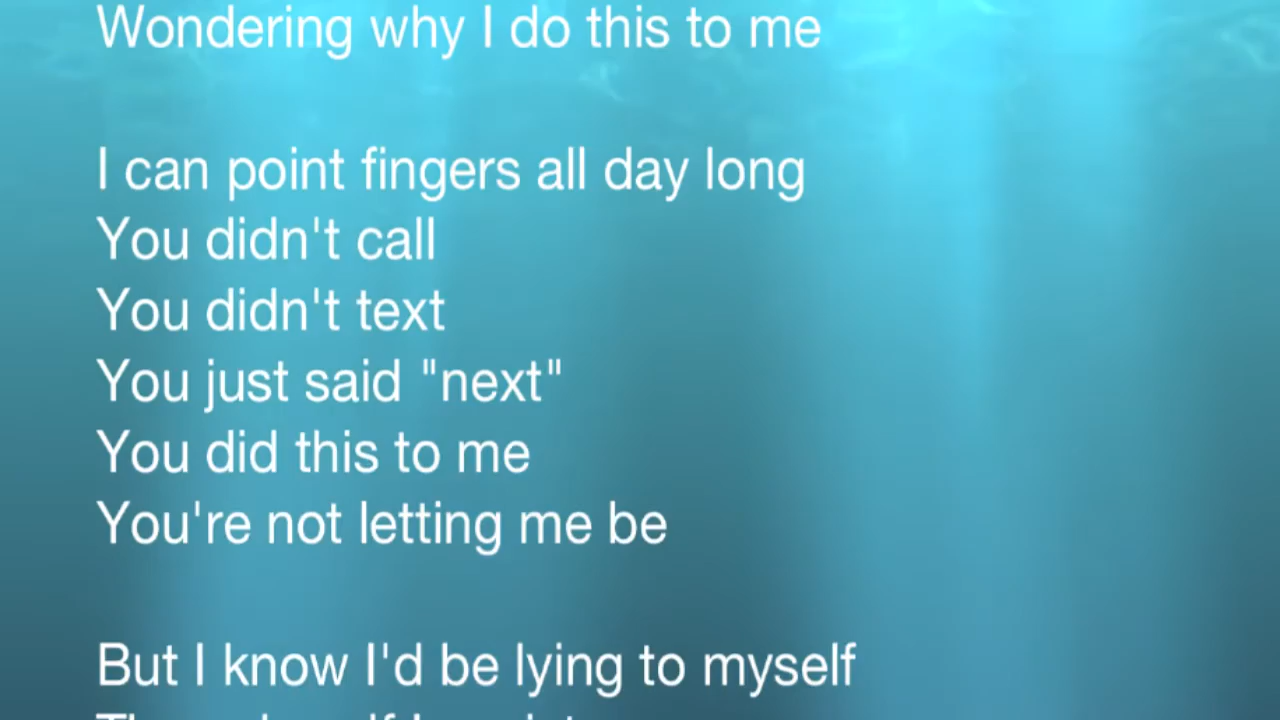 Wondering why I do this to me
I can point fingers all day long
You didn't call
You didn't text
You just said "next"
You did this to me
You're not letting me be
But I know I'd be lying to myself